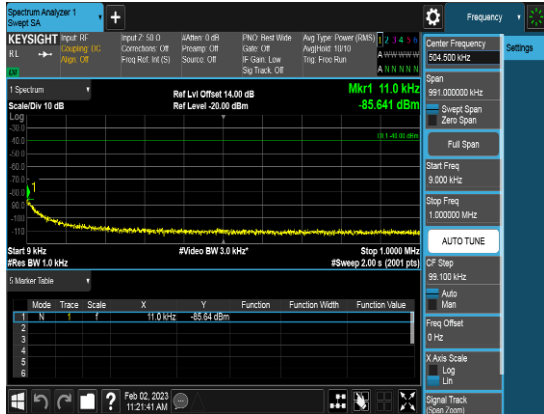 Spectrum Analyzer 1
Swept SA
Frequency
KEYSIGHT
Input: RF
Input Z: 50 Ω
#Atten: 0 dB
PNO: Best Wide
Avg Type: Power (RMS)
1 2 3 4 5 6
RL
Coupling: DC
Corrections: Off
Preamp: Off
Gate: Off
Avg|Hold: 10/10
A W W W W W
Align: Off
Freq Ref: Int (S)
Source: Off
IF Gain: Low
Trig: Free Run
Sig Track: Off
A N N N N N
1 Spectrum
Ref Lvl Offset 14.00 dB
Mkr1 11.0 kHz
Scale/Div 10 dB
Ref Level -20.00 dBm
-85.641 dBm
Log
-30.0
DL1 -40.00 dBm
-40.0
-50.0
-60.0
-70.0
-80.0
1
-90.0
-100
-110
Start 9 kHz
#Video BW 3.0 kHz*
Stop 1.0000 MHz
#Res BW 1.0 kHz
#Sweep 2.00 s (2001 pts)
5 Marker Table
Mode Trace Scale X Y Function Function Width Function Value
1 N 1 f 11.0 kHz -85.64 dBm
2
3
4
5
6
Feb 02, 2023
11:21:41 AM
Center Frequency
504.500 kHz
Settings
Span
991.000000 kHz
Swept Span
Zero Span
Full Span
Start Freq
9.000 kHz
Stop Freq
1.000000 MHz
AUTO TUNE
CF Step
99.100 kHz
Auto
Man
Freq Offset
0 Hz
X Axis Scale
Log
Lin
Signal Track
(Span Zoom)